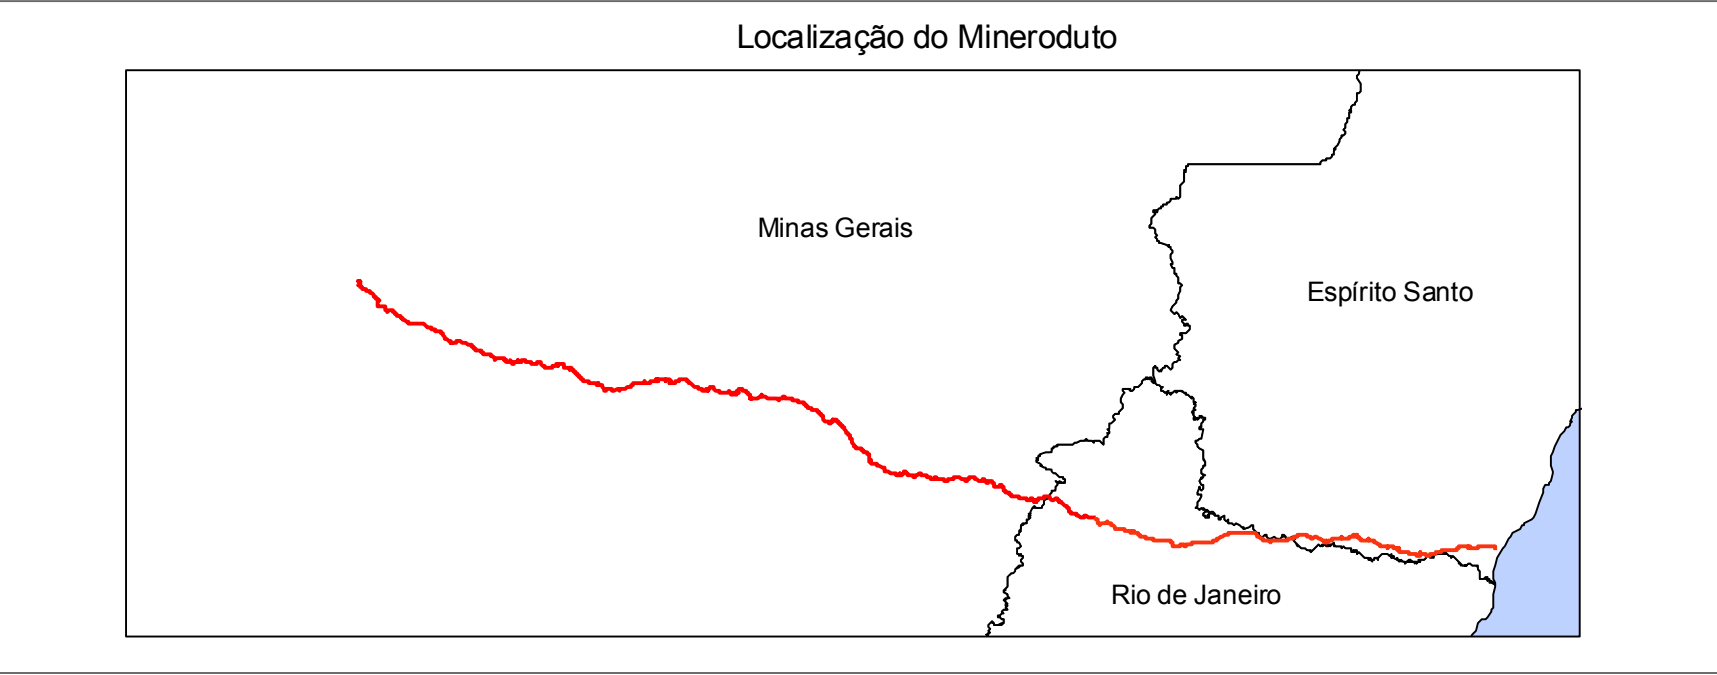 Localização do Mineroduto
Minas Gerais
Espírito Santo
Rio de Janeiro